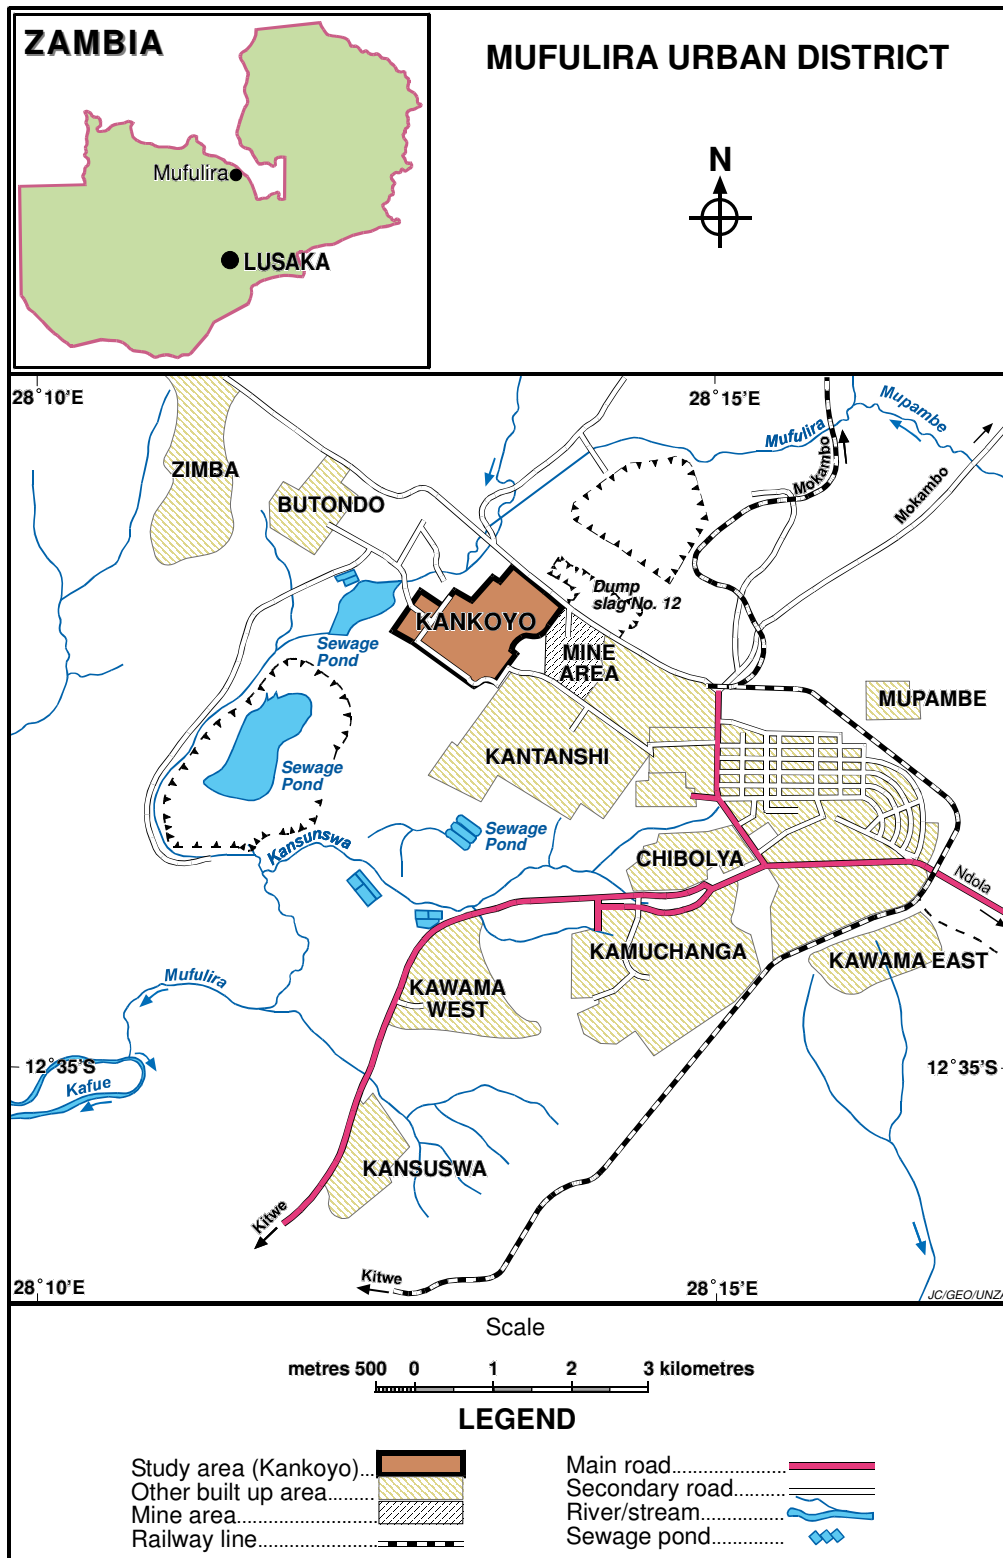 ZAMBIA
Mufulira
LUSAKA
MUFULIRA URBAN DISTRICT
N
28°10'E
28°15'E
Mupambe
Mufulira
Mokambo
Mokambo
ZIMBA
BUTONDO
Dump
slag No. 12
KANKOYO
Sewage
Pond
MINE
AREA
MUPAMBE
KANTANSHI
Sewage
Pond
Sewage
Pond
Kansunswa
CHIBOLYA
Ndola
KAMUCHANGA
KAWAMA EAST
Mufulira
KAWAMA
WEST
12°35'S
12°35'S
Kafue
KANSUSWA
Kitwe
Kitwe
28°10'E
28°15'E
JC/GEO/UNZA
Scale
metres 500 0 1 2 3 kilometres
LEGEND
Study area (Kankoyo)...
Other built up area.........
Mine area........................
Railway line....................
Main road.......................
Secondary road..............
River/stream...................
Sewage pond.................